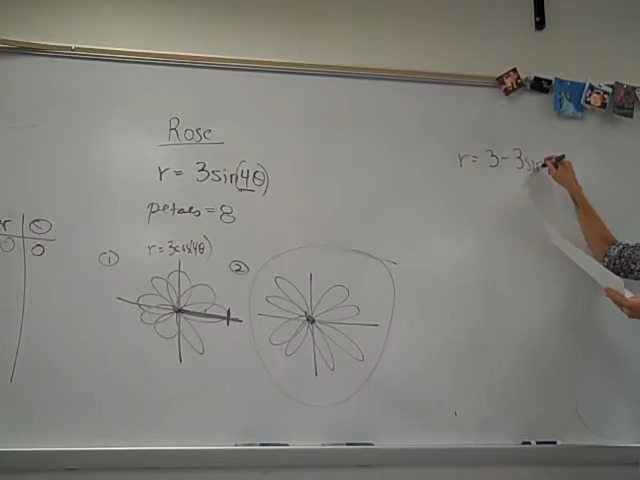 Rose
r = 3sin(4θ)
petals = 8
r = 3cos(4θ)
①
②
r = 3 - 3sin
r θ
0 0